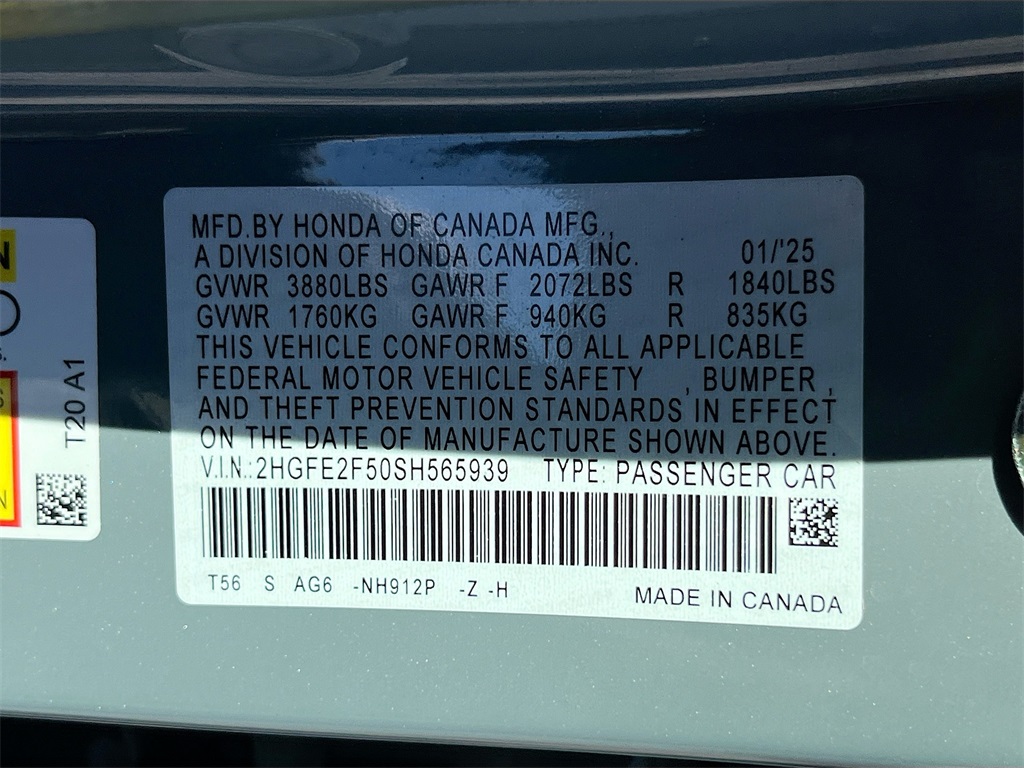 MFD.BY HONDA OF CANADA MFG.,
A DIVISION OF HONDA CANADA INC. 01/'25
GVWR 3880LBS GAWR F 2072LBS R 1840LBS
GVWR 1760KG GAWR F 940KG R 835KG
THIS VEHICLE CONFORMS TO ALL APPLICABLE
FEDERAL MOTOR VEHICLE SAFETY , BUMPER ,
AND THEFT PREVENTION STANDARDS IN EFFECT
ON THE DATE OF MANUFACTURE SHOWN ABOVE.
V.I.N.: 2HGFE2F50SH565939 TYPE: PASSENGER CAR
T56 S AG6 -NH912P -Z -H MADE IN CANADA
T20 A1